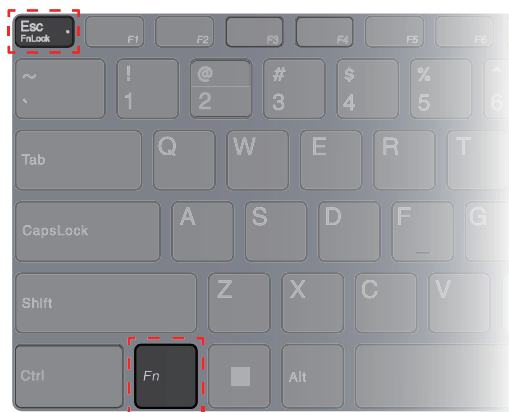 Esc
FnLock
F1
F2
F3
F4
F5
F6
~
`
!
1
@
2
#
3
$
4
%
5
^
6
Tab
Q
W
E
R
T
CapsLock
A
S
D
F
G
Shift
Z
X
C
V
Ctrl
Fn
Alt